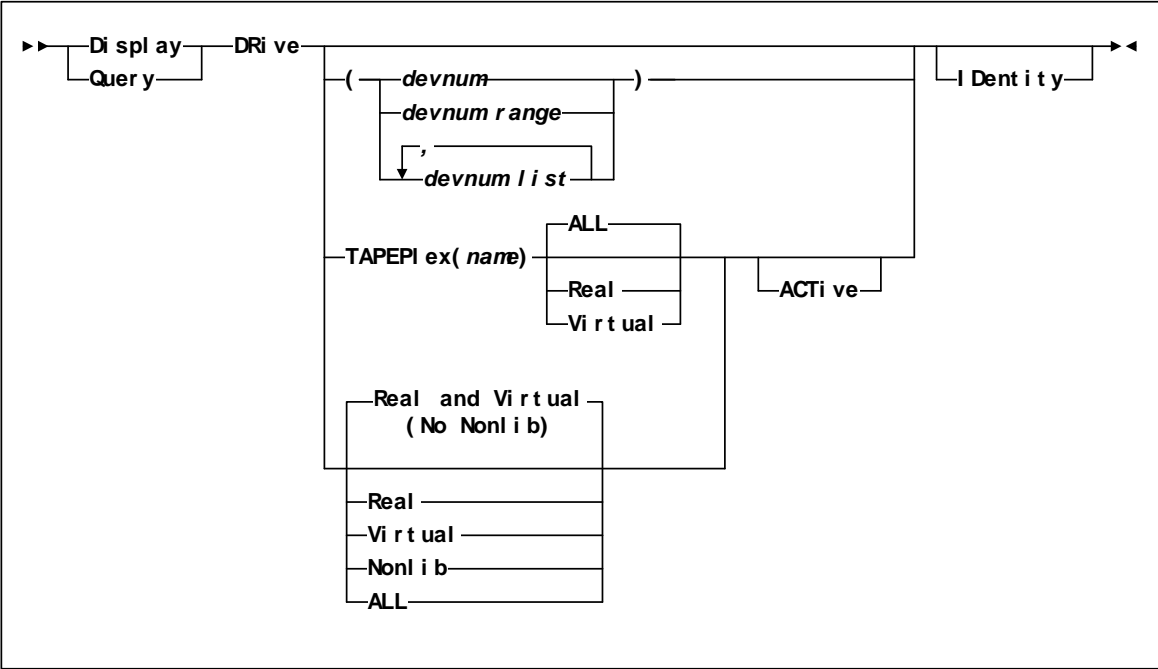 Display DRive
Query IDentity
( devnum )
devnum range
,
devnum list
ALL
TAPEPlex(name)
Real ACTive
Virtual
Real and Virtual
(No Nonlib)
Real
Virtual
Nonlib
ALL